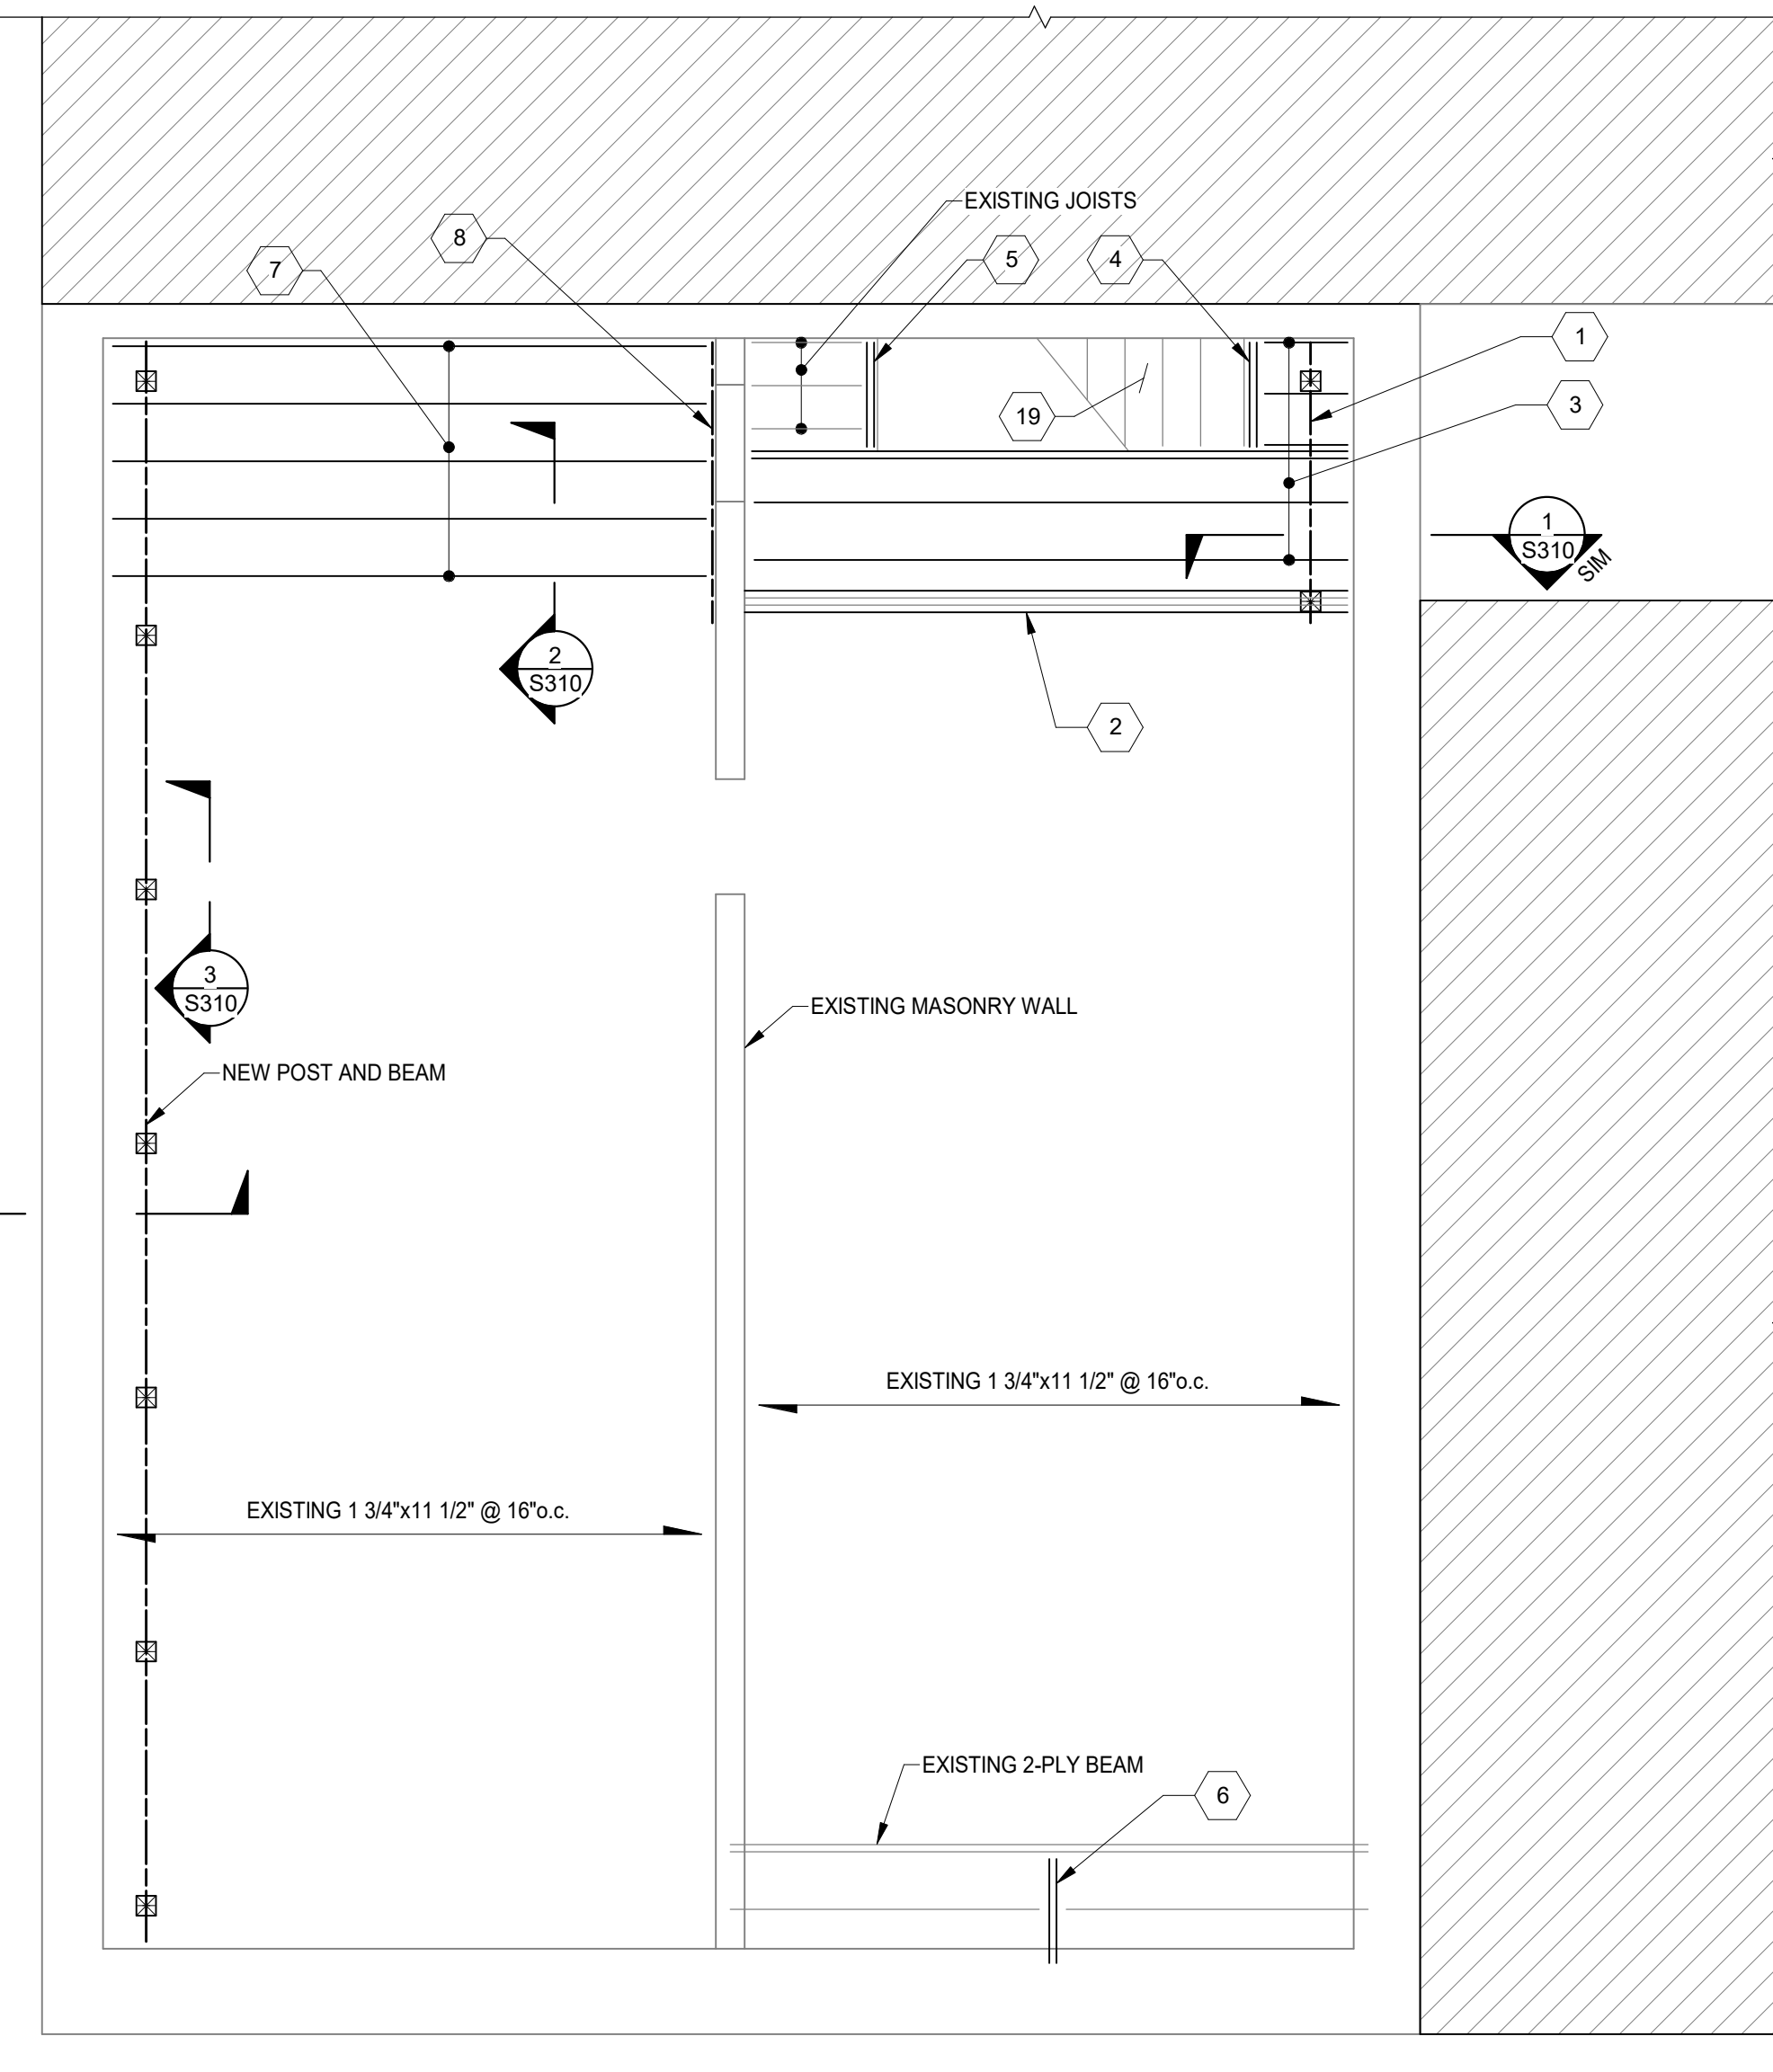 EXISTING JOISTS
8
5
4
7
1
3
19
1
S310
SIM
2
S310
2
3
S310
EXISTING MASONRY WALL
NEW POST AND BEAM
EXISTING 1 3/4"x11 1/2" @ 16"o.c.
EXISTING 1 3/4"x11 1/2" @ 16"o.c.
EXISTING 2-PLY BEAM
6